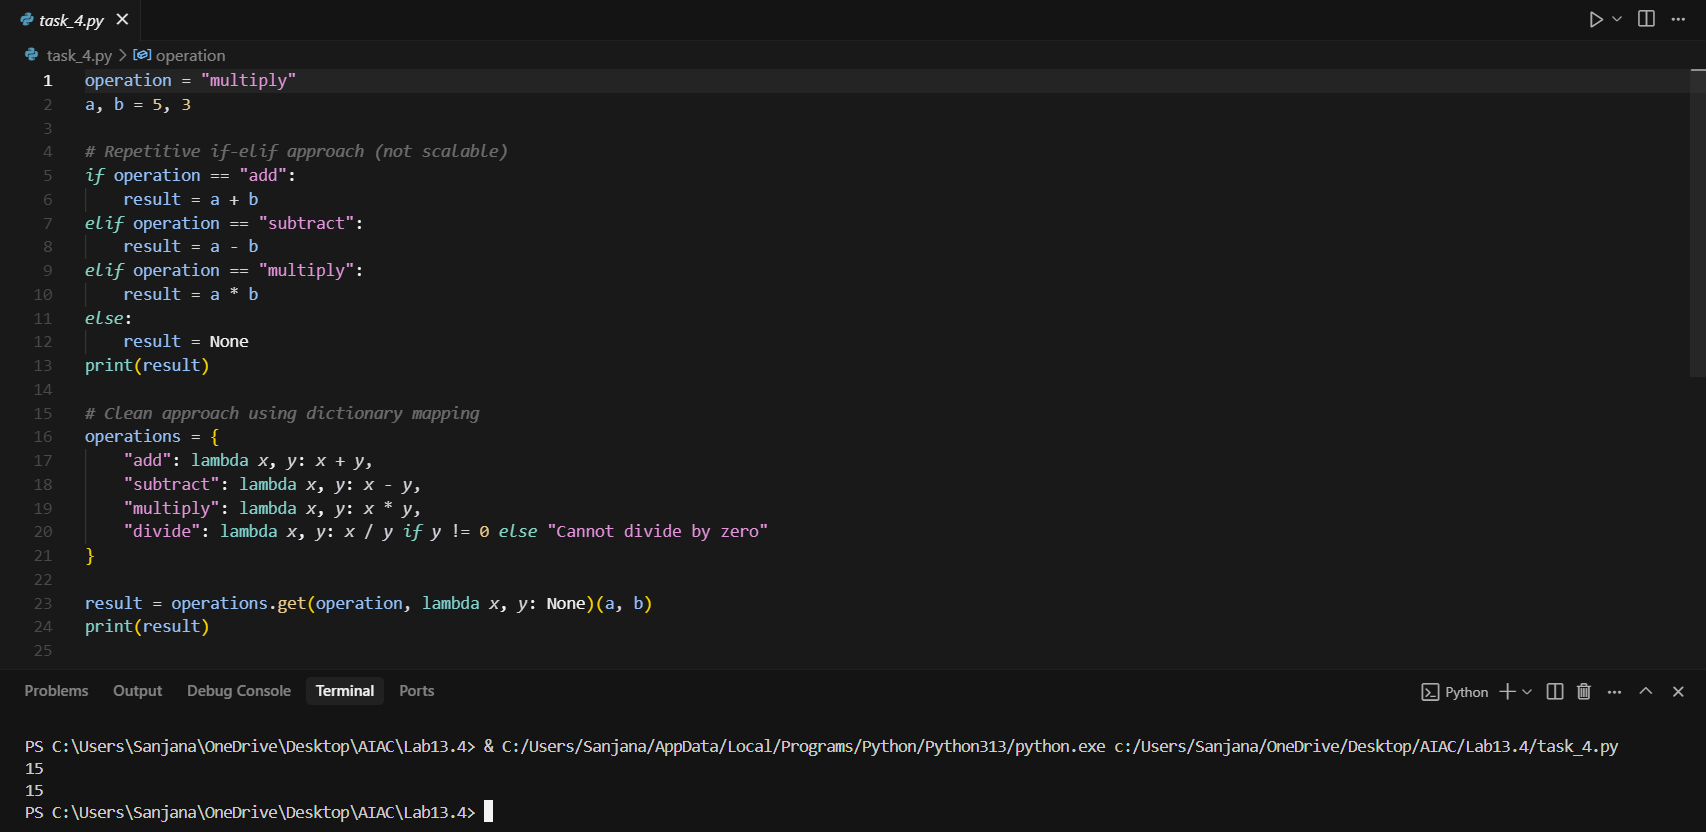 task_4.py
task_4.py > operation
1 operation = "multiply"
2 a, b = 5, 3
3
4 # Repetitive if-elif approach (not scalable)
5 if operation == "add":
6     result = a + b
7 elif operation == "subtract":
8     result = a - b
9 elif operation == "multiply":
10     result = a * b
11 else:
12     result = None
13 print(result)
14
15 # Clean approach using dictionary mapping
16 operations = {
17     "add": lambda x, y: x + y,
18     "subtract": lambda x, y: x - y,
19     "multiply": lambda x, y: x * y,
20     "divide": lambda x, y: x / y if y != 0 else "Cannot divide by zero"
21 }
22
23 result = operations.get(operation, lambda x, y: None)(a, b)
24 print(result)
25
Problems Output Debug Console Terminal Ports Python
PS C:\Users\Sanjana\OneDrive\Desktop\AIAC\Lab13.4> & C:/Users/Sanjana/AppData/Local/Programs/Python/Python313/python.exe c:/Users/Sanjana/OneDrive/Desktop/AIAC/Lab13.4/task_4.py
15
15
PS C:\Users\Sanjana\OneDrive\Desktop\AIAC\Lab13.4>